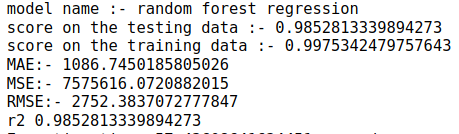 model name :- random forest regression
score on the testing data :- 0.9852813339894273
score on the training data :- 0.9975342479757643
MAE:- 1086.7450185805026
MSE:- 7575616.0720882015
RMSE:- 2752.3837072777847
r2 0.9852813339894273